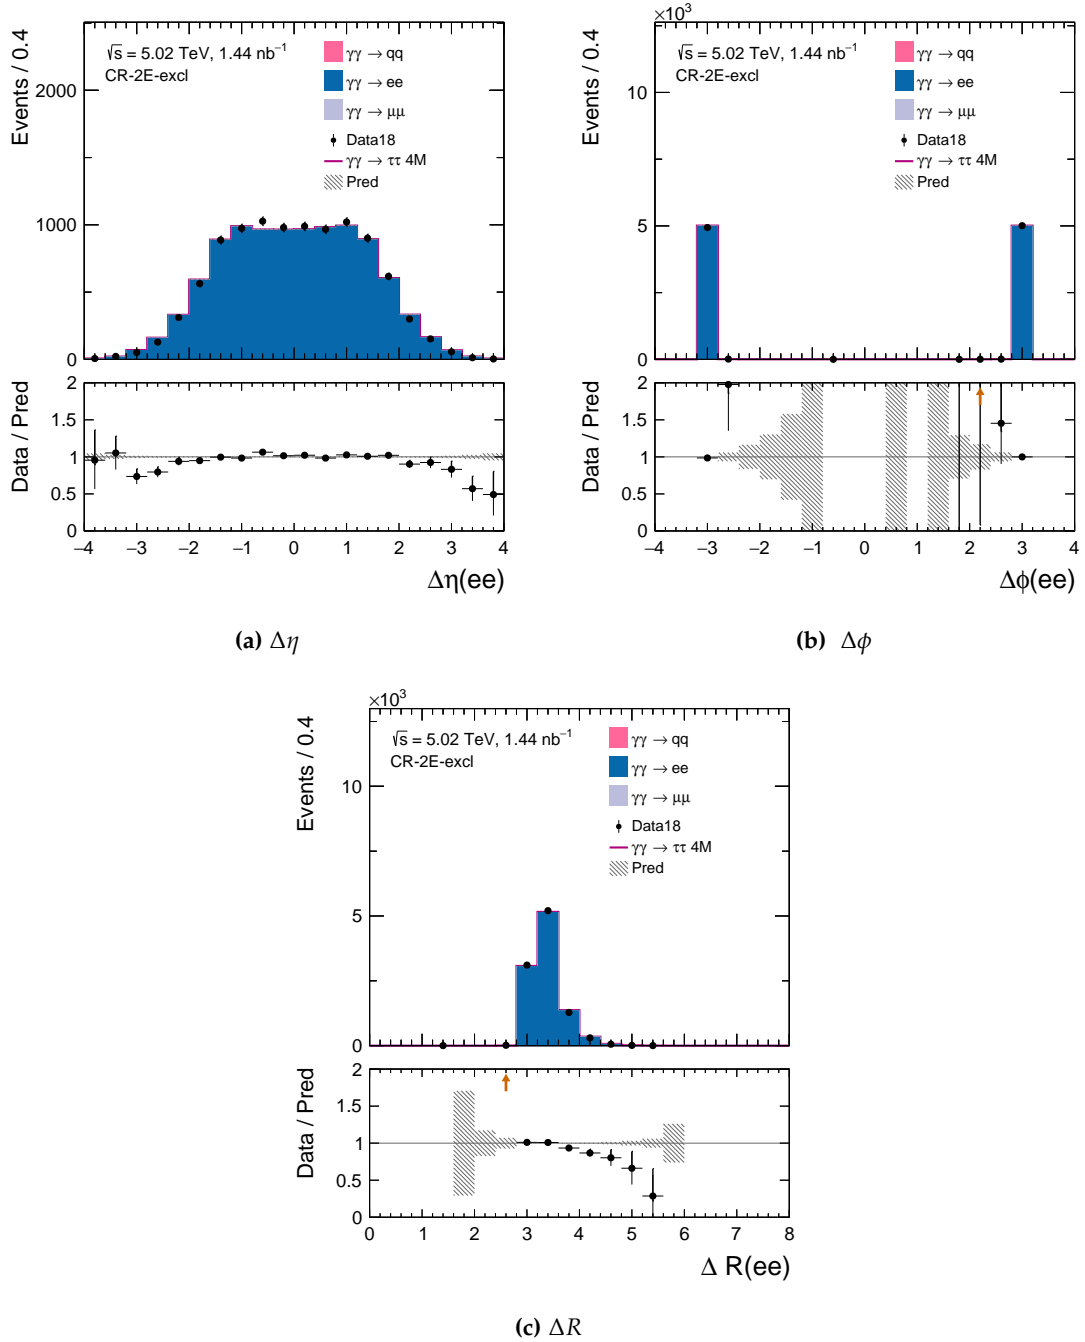 Events / 0.4
2500
2000
1000
0
√s = 5.02 TeV, 1.44 nb⁻¹
CR-2E-excl
γγ → qq
γγ → ee
γγ → μμ
Data18
γγ → ττ 4M
Pred
Data / Pred
2
1.5
1
0.5
0
−4 −3 −2 −1 0 1 2 3 4
Δη(ee)
(a) Δη
×10³
Events / 0.4
10
5
0
√s = 5.02 TeV, 1.44 nb⁻¹
CR-2E-excl
γγ → qq
γγ → ee
γγ → μμ
Data18
γγ → ττ 4M
Pred
Data / Pred
2
1.5
1
0.5
0
−4 −3 −2 −1 0 1 2 3 4
Δϕ(ee)
(b) Δϕ
×10³
Events / 0.4
10
5
0
√s = 5.02 TeV, 1.44 nb⁻¹
CR-2E-excl
γγ → qq
γγ → ee
γγ → μμ
Data18
γγ → ττ 4M
Pred
Data / Pred
2
1.5
1
0.5
0
0 1 2 3 4 5 6 7 8
Δ R(ee)
(c) ΔR